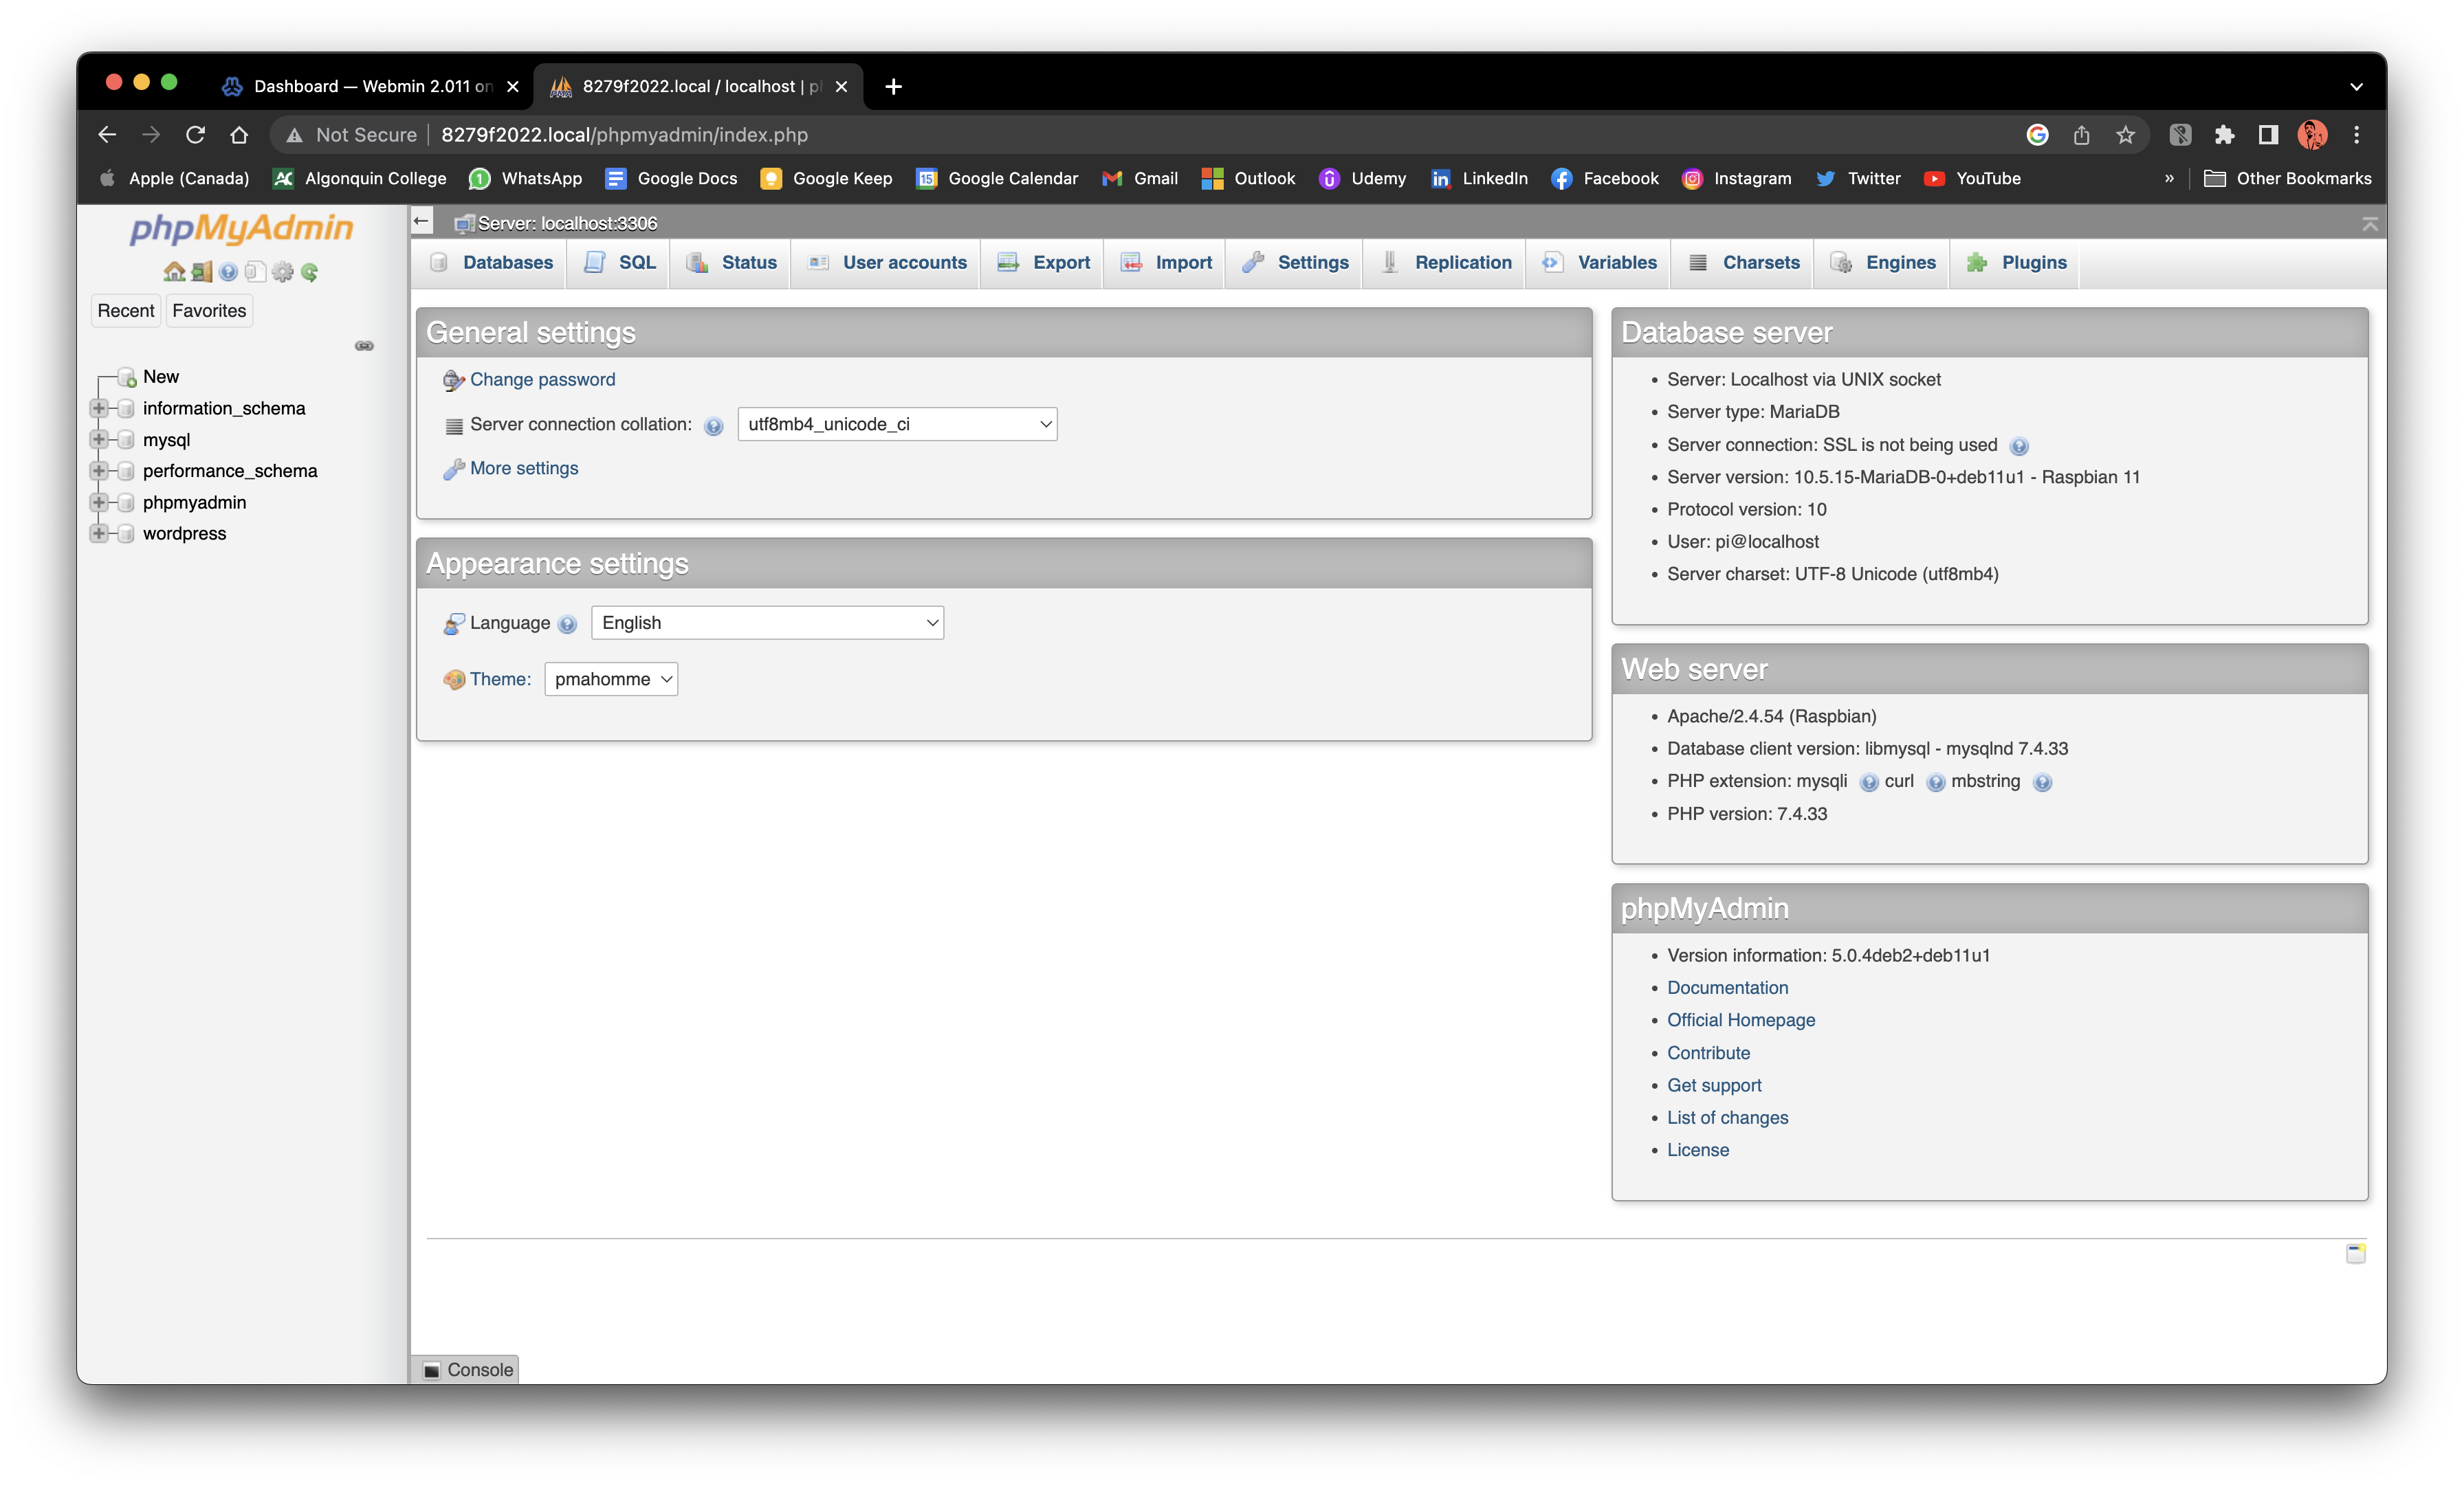 Dashboard — Webmin 2.011 on
8279f2022.local / localhost | ph
Not Secure 8279f2022.local/phpmyadmin/index.php
Apple (Canada) Algonquin College WhatsApp Google Docs Google Keep Google Calendar Gmail Outlook Udemy LinkedIn Facebook Instagram Twitter YouTube » Other Bookmarks
phpMyAdmin
Recent Favorites
New
information_schema
mysql
performance_schema
phpmyadmin
wordpress
Server: localhost:3306
Databases SQL Status User accounts Export Import Settings Replication Variables Charsets Engines Plugins
General settings
Change password
Server connection collation: utf8mb4_unicode_ci
More settings
Appearance settings
Language English
Theme: pmahomme
Database server
• Server: Localhost via UNIX socket
• Server type: MariaDB
• Server connection: SSL is not being used
• Server version: 10.5.15-MariaDB-0+deb11u1 - Raspbian 11
• Protocol version: 10
• User: pi@localhost
• Server charset: UTF-8 Unicode (utf8mb4)
Web server
• Apache/2.4.54 (Raspbian)
• Database client version: libmysql - mysqlnd 7.4.33
• PHP extension: mysqli curl mbstring
• PHP version: 7.4.33
phpMyAdmin
• Version information: 5.0.4deb2+deb11u1
• Documentation
• Official Homepage
• Contribute
• Get support
• List of changes
• License
Console